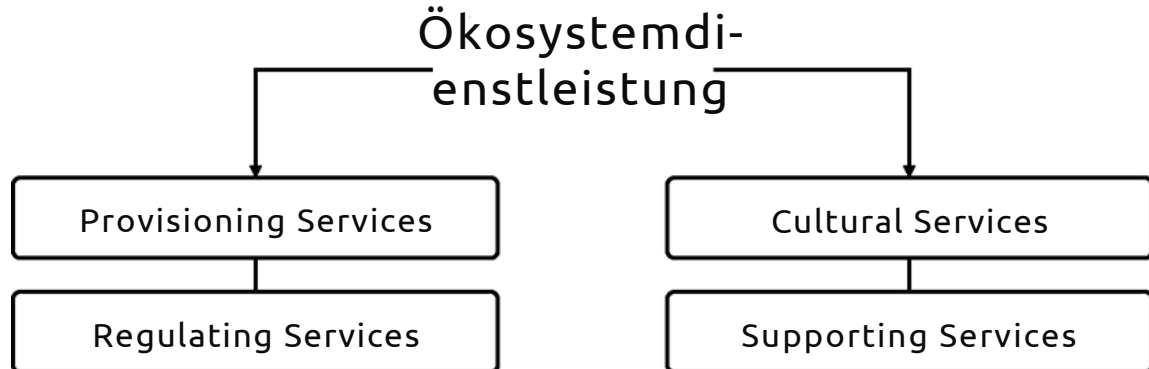 Ökosystemdi-
enstleistung
Provisioning Services
Cultural Services
Regulating Services
Supporting Services